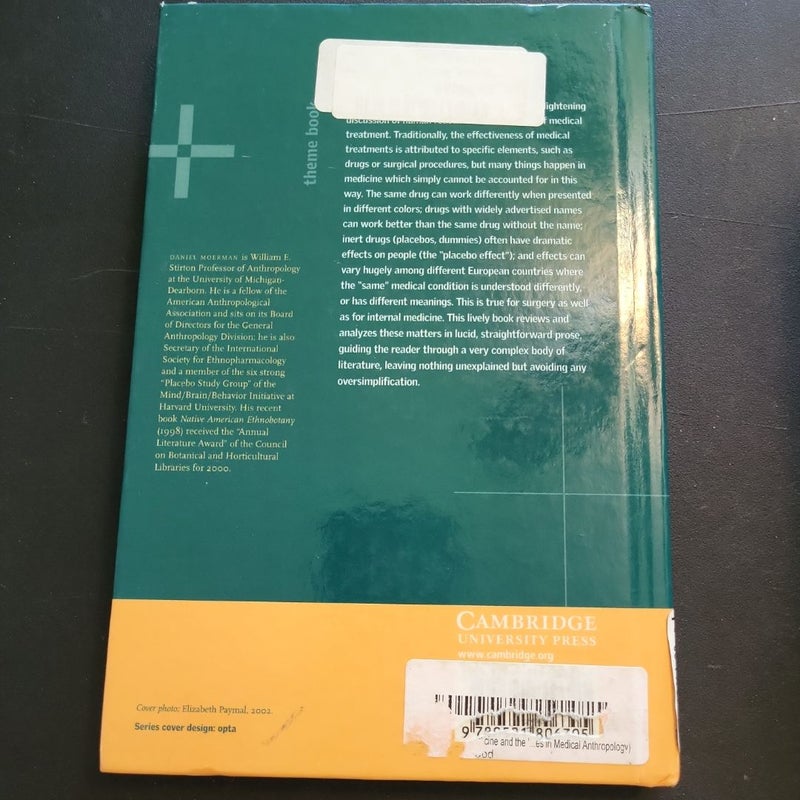 theme book
lightening
discussion of human
of medical
treatment. Traditionally, the effectiveness of medical
treatments is attributed to specific elements, such as
drugs or surgical procedures, but many things happen in
medicine which simply cannot be accounted for in this
way. The same drug can work differently when presented
in different colors; drugs with widely advertised names
can work better than the same drug without the name;
inert drugs (placebos, dummies) often have dramatic
effects on people (the "placebo effect"); and effects can
vary hugely among different European countries where
the "same" medical condition is understood differently,
or has different meanings. This is true for surgery as well
as for internal medicine. This lively book reviews and
analyzes these matters in lucid, straightforward prose,
guiding the reader through a very complex body of
literature, leaving nothing unexplained but avoiding any
oversimplification.
DANIEL MOERMAN is William E.
Stirton Professor of Anthropology
at the University of Michigan-
Dearborn. He is a fellow of the
American Anthropological
Association and sits on its Board
of Directors for the General
Anthropology Division; he is also
Secretary of the International
Society for Ethnopharmacology
and a member of the six strong
"Placebo Study Group" of the
Mind/Brain/Behavior Initiative at
Harvard University. His recent
book Native American Ethnobotany
(1998) received the "Annual
Literature Award" of the Council
on Botanical and Horticultural
Libraries for 2000.
CAMBRIDGE
UNIVERSITY PRESS
www.cambridge.org
Cover photo: Elizabeth Paymal, 2002.
Series cover design: opta
cine and the
...es in Medical Anthropology)